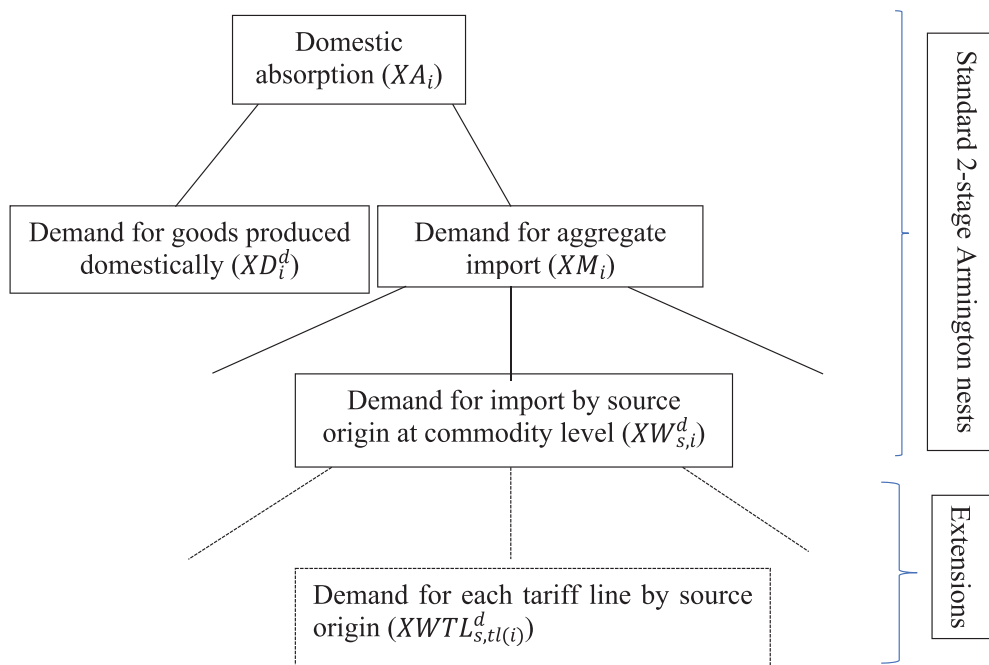 Domestic
absorption (XA_i)
Demand for goods produced
domestically (XD_i^d)
Demand for aggregate
import (XM_i)
Demand for import by source
origin at commodity level (XW_{s,i}^d)
Demand for each tariff line by source
origin (XWTL_{s,tl(i)}^d)
Standard 2-stage Armington nests
Extensions